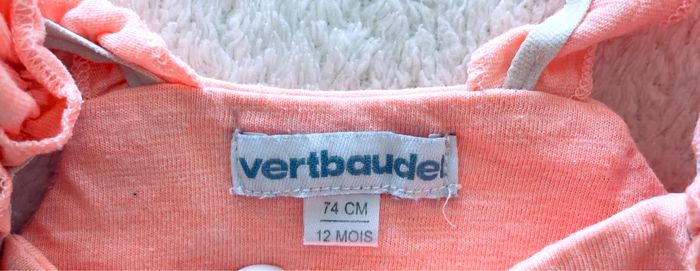 vertbaudet
74 CM
12 MOIS